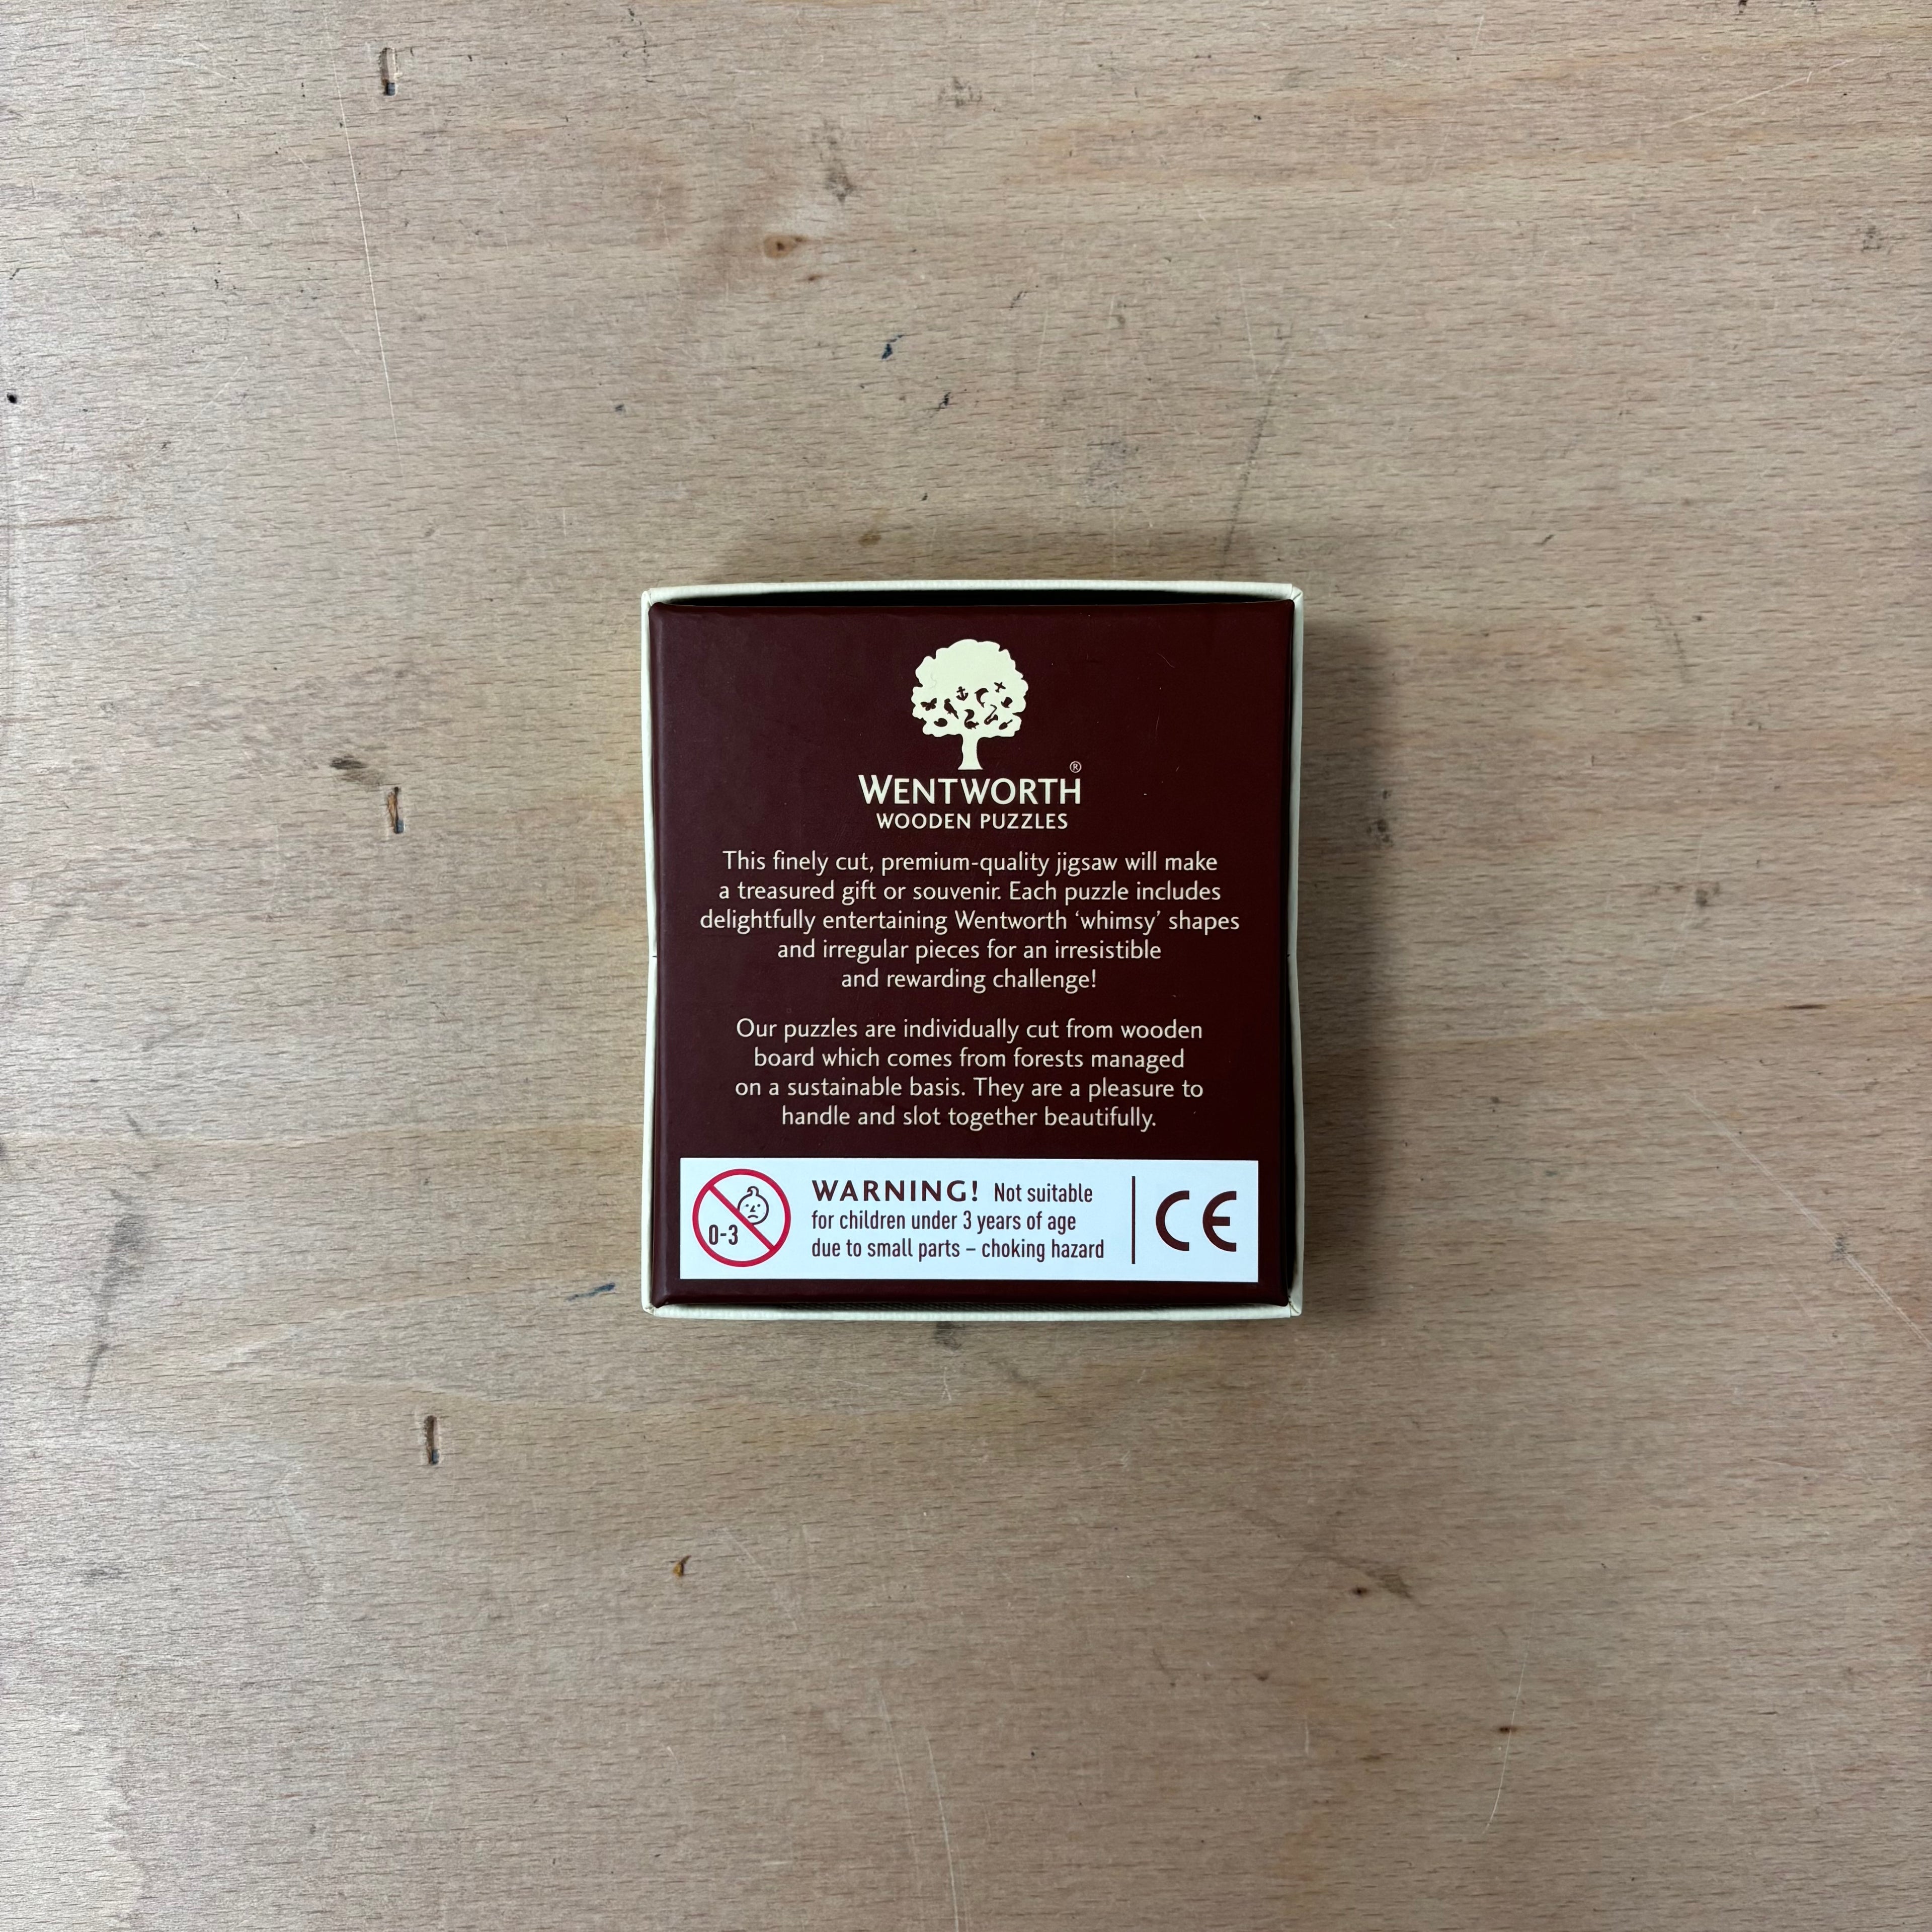 WENTWORTH®
WOODEN PUZZLES
This finely cut, premium-quality jigsaw will make
a treasured gift or souvenir. Each puzzle includes
delightfully entertaining Wentworth ‘whimsy’ shapes
and irregular pieces for an irresistible
and rewarding challenge!
Our puzzles are individually cut from wooden
board which comes from forests managed
on a sustainable basis. They are a pleasure to
handle and slot together beautifully.
0-3
WARNING! Not suitable
for children under 3 years of age
due to small parts – choking hazard
CE